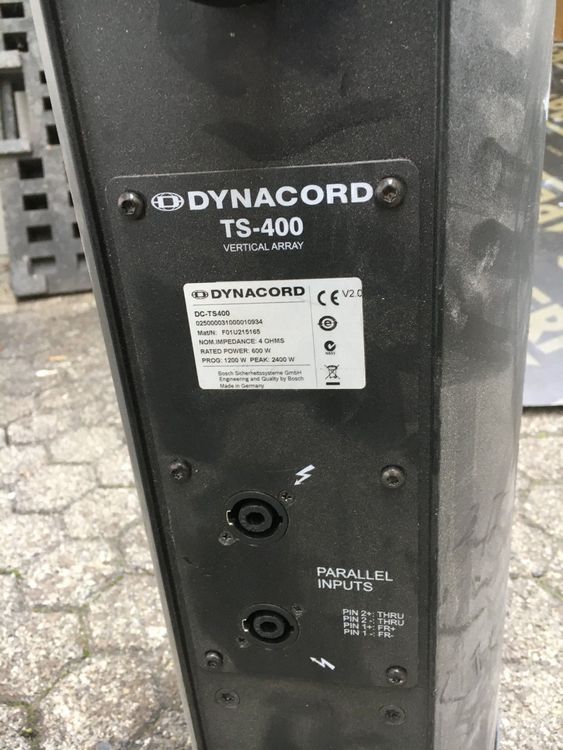 DYNACORD
TS-400
VERTICAL ARRAY
DYNACORD
CE V2.0
DC-TS400
025000031000010934
Mat/N: F01U215165
NOM.IMPEDANCE: 4 OHMS
RATED POWER: 600 W
PROG: 1200 W PEAK: 2400 W
N663
Bosch Sicherheitssysteme GmbH
Engineering and Quality by Bosch
Made in Germany
PARALLEL
INPUTS
PIN 2+: THRU
PIN 2 -: THRU
PIN 1+: FR+
PIN 1 -: FR-